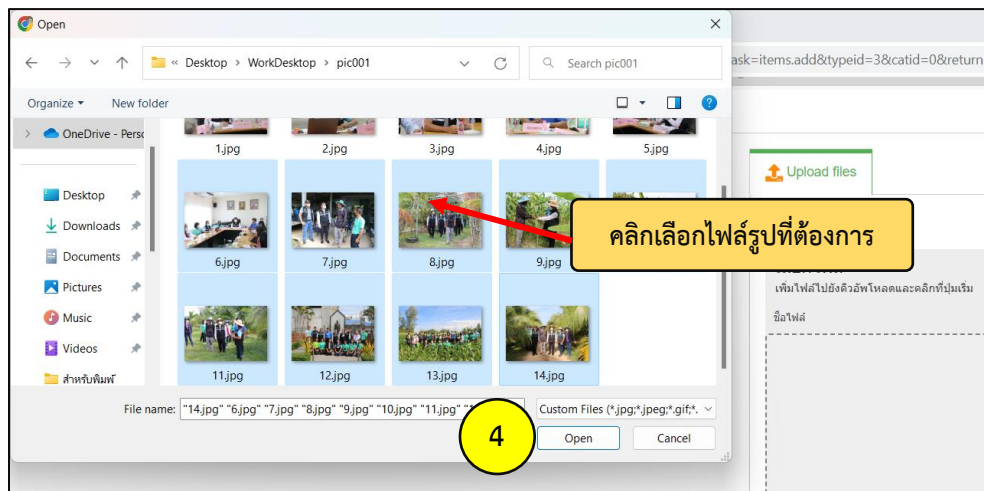 Open
« Desktop > WorkDesktop > pic001
Search pic001
ask=items.add&typeid=3&catid=0&return
Organize
New folder
OneDrive - Perso
Desktop
Downloads
Documents
Pictures
Music
Videos
สำหรับพิมพ์
1.jpg 2.jpg 3.jpg 4.jpg 5.jpg
6.jpg 7.jpg 8.jpg 9.jpg
11.jpg 12.jpg 13.jpg 14.jpg
คลิกเลือกไฟล์รูปที่ต้องการ
File name: "14.jpg" "6.jpg" "7.jpg" "8.jpg" "9.jpg" "10.jpg" "11.jpg"
Custom Files (*.jpg;*.jpeg;*.gif;*.
4
Open
Cancel
Upload files
เพิ่มไฟล์ไปยังคิวอัพโหลดและคลิกที่ปุ่มเริ่ม
ชื่อไฟล์